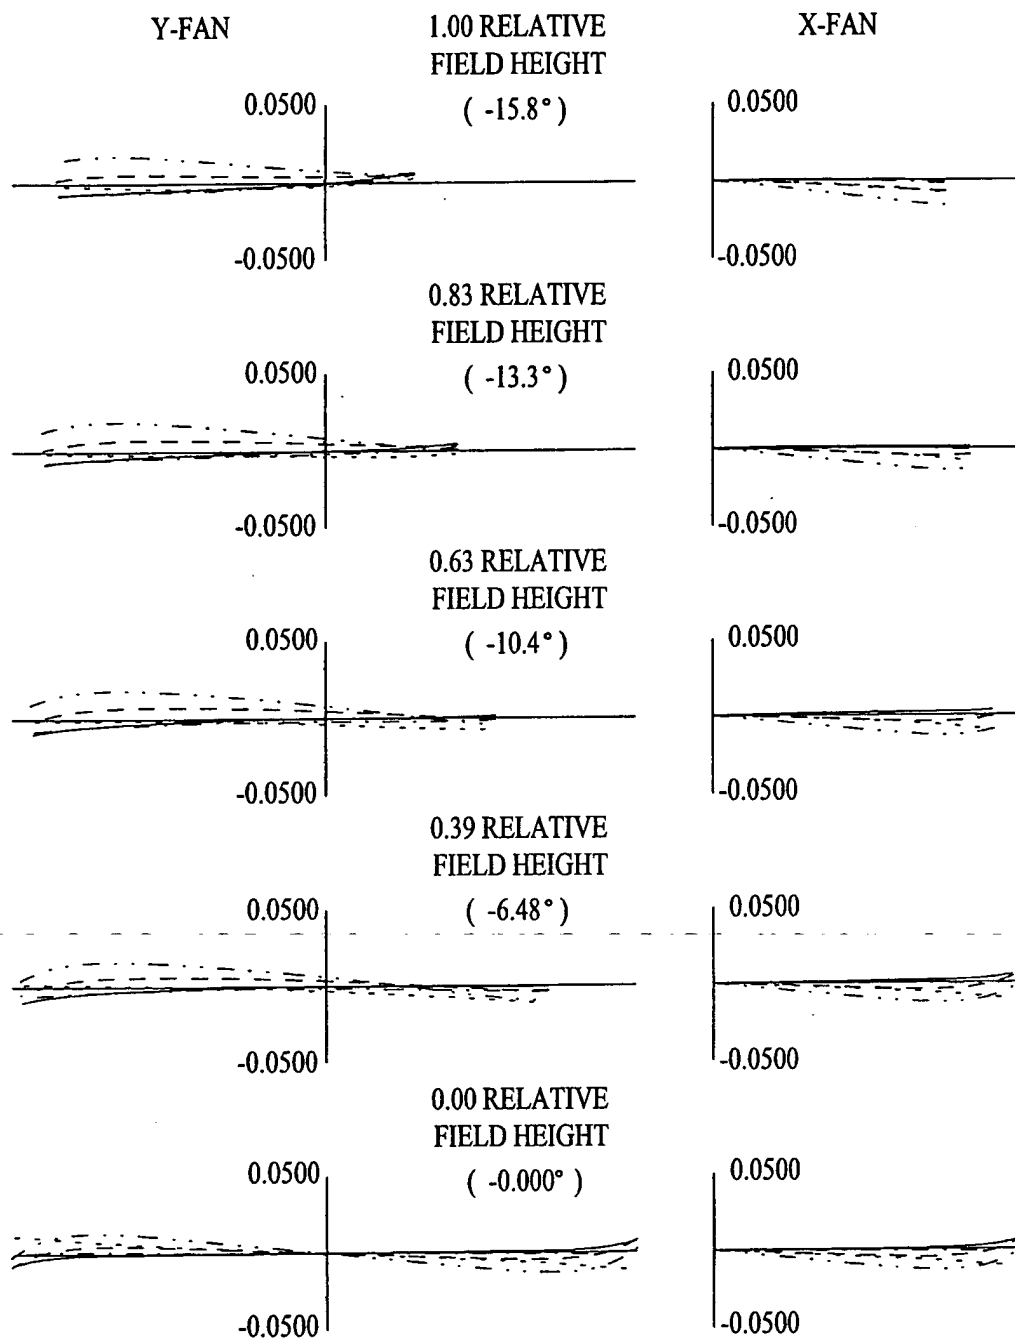 Y-FAN
1.00 RELATIVE
FIELD HEIGHT
( -15.8° )
X-FAN
0.0500
-0.0500
0.0500
-0.0500
0.83 RELATIVE
FIELD HEIGHT
( -13.3° )
0.0500
-0.0500
0.0500
-0.0500
0.63 RELATIVE
FIELD HEIGHT
( -10.4° )
0.0500
-0.0500
0.0500
-0.0500
0.39 RELATIVE
FIELD HEIGHT
( -6.48° )
0.0500
-0.0500
0.0500
-0.0500
0.00 RELATIVE
FIELD HEIGHT
( -0.000° )
0.0500
-0.0500
0.0500
-0.0500